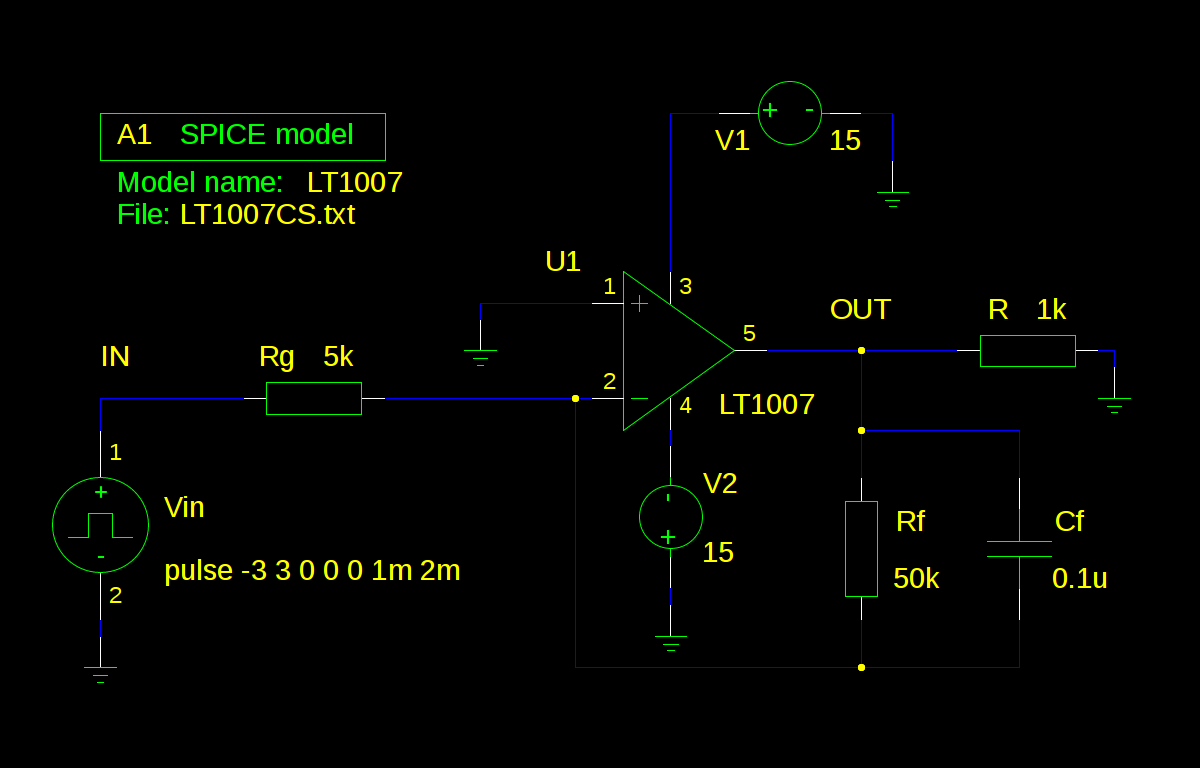 V1 + - 15
A1 SPICE model
Model name: LT1007
File: LT1007CS.txt
U1
1 + 3
OUT R 1k
5
IN Rg 5k
2 −
4 LT1007
1
+
-
2
Vin
pulse -3 3 0 0 0 1m 2m
V2
-
+
15
Rf
50k
Cf
0.1u